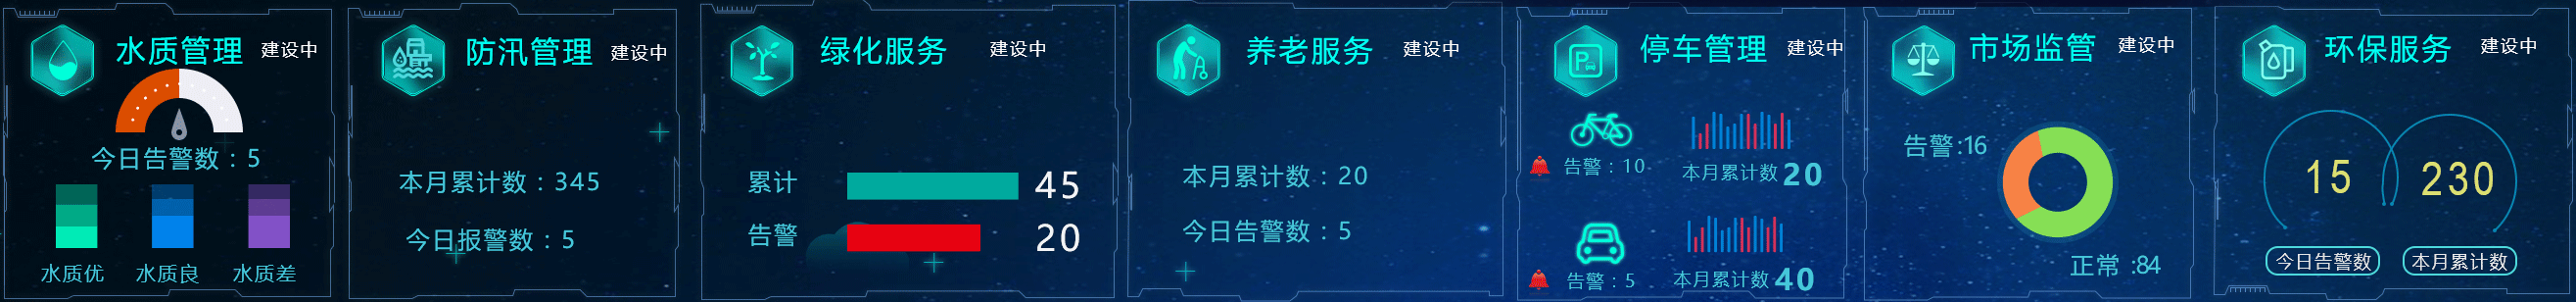 水质管理 建设中
今日告警数：5
水质优 水质良 水质差
防汛管理 建设中
本月累计数：345
今日报警数：5
绿化服务 建设中
累计 45
告警 20
养老服务 建设中
本月累计数：20
今日告警数：5
P
停车管理 建设中
告警：10 本月累计数 20
告警：5 本月累计数 40
市场监管 建设中
告警:16
正常:84
环保服务 建设中
15 230
今日告警数 本月累计数